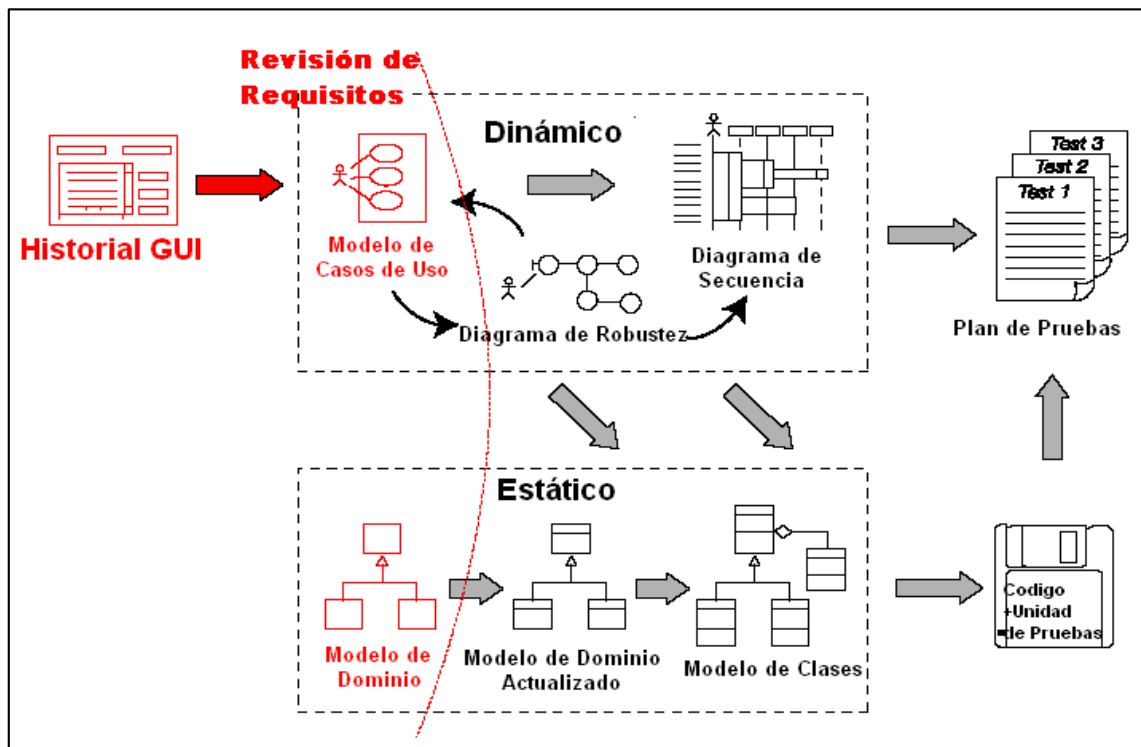 Revisión de
Requisitos
Dinámico
Historial GUI
Modelo de
Casos de Uso
Diagrama de Robustez
Diagrama de
Secuencia
Test 3
Test 2
Test 1
Plan de Pruebas
Estático
Modelo de
Dominio
Modelo de Dominio
Actualizado
Modelo de Clases
Codigo
+Unidad
de Pruebas